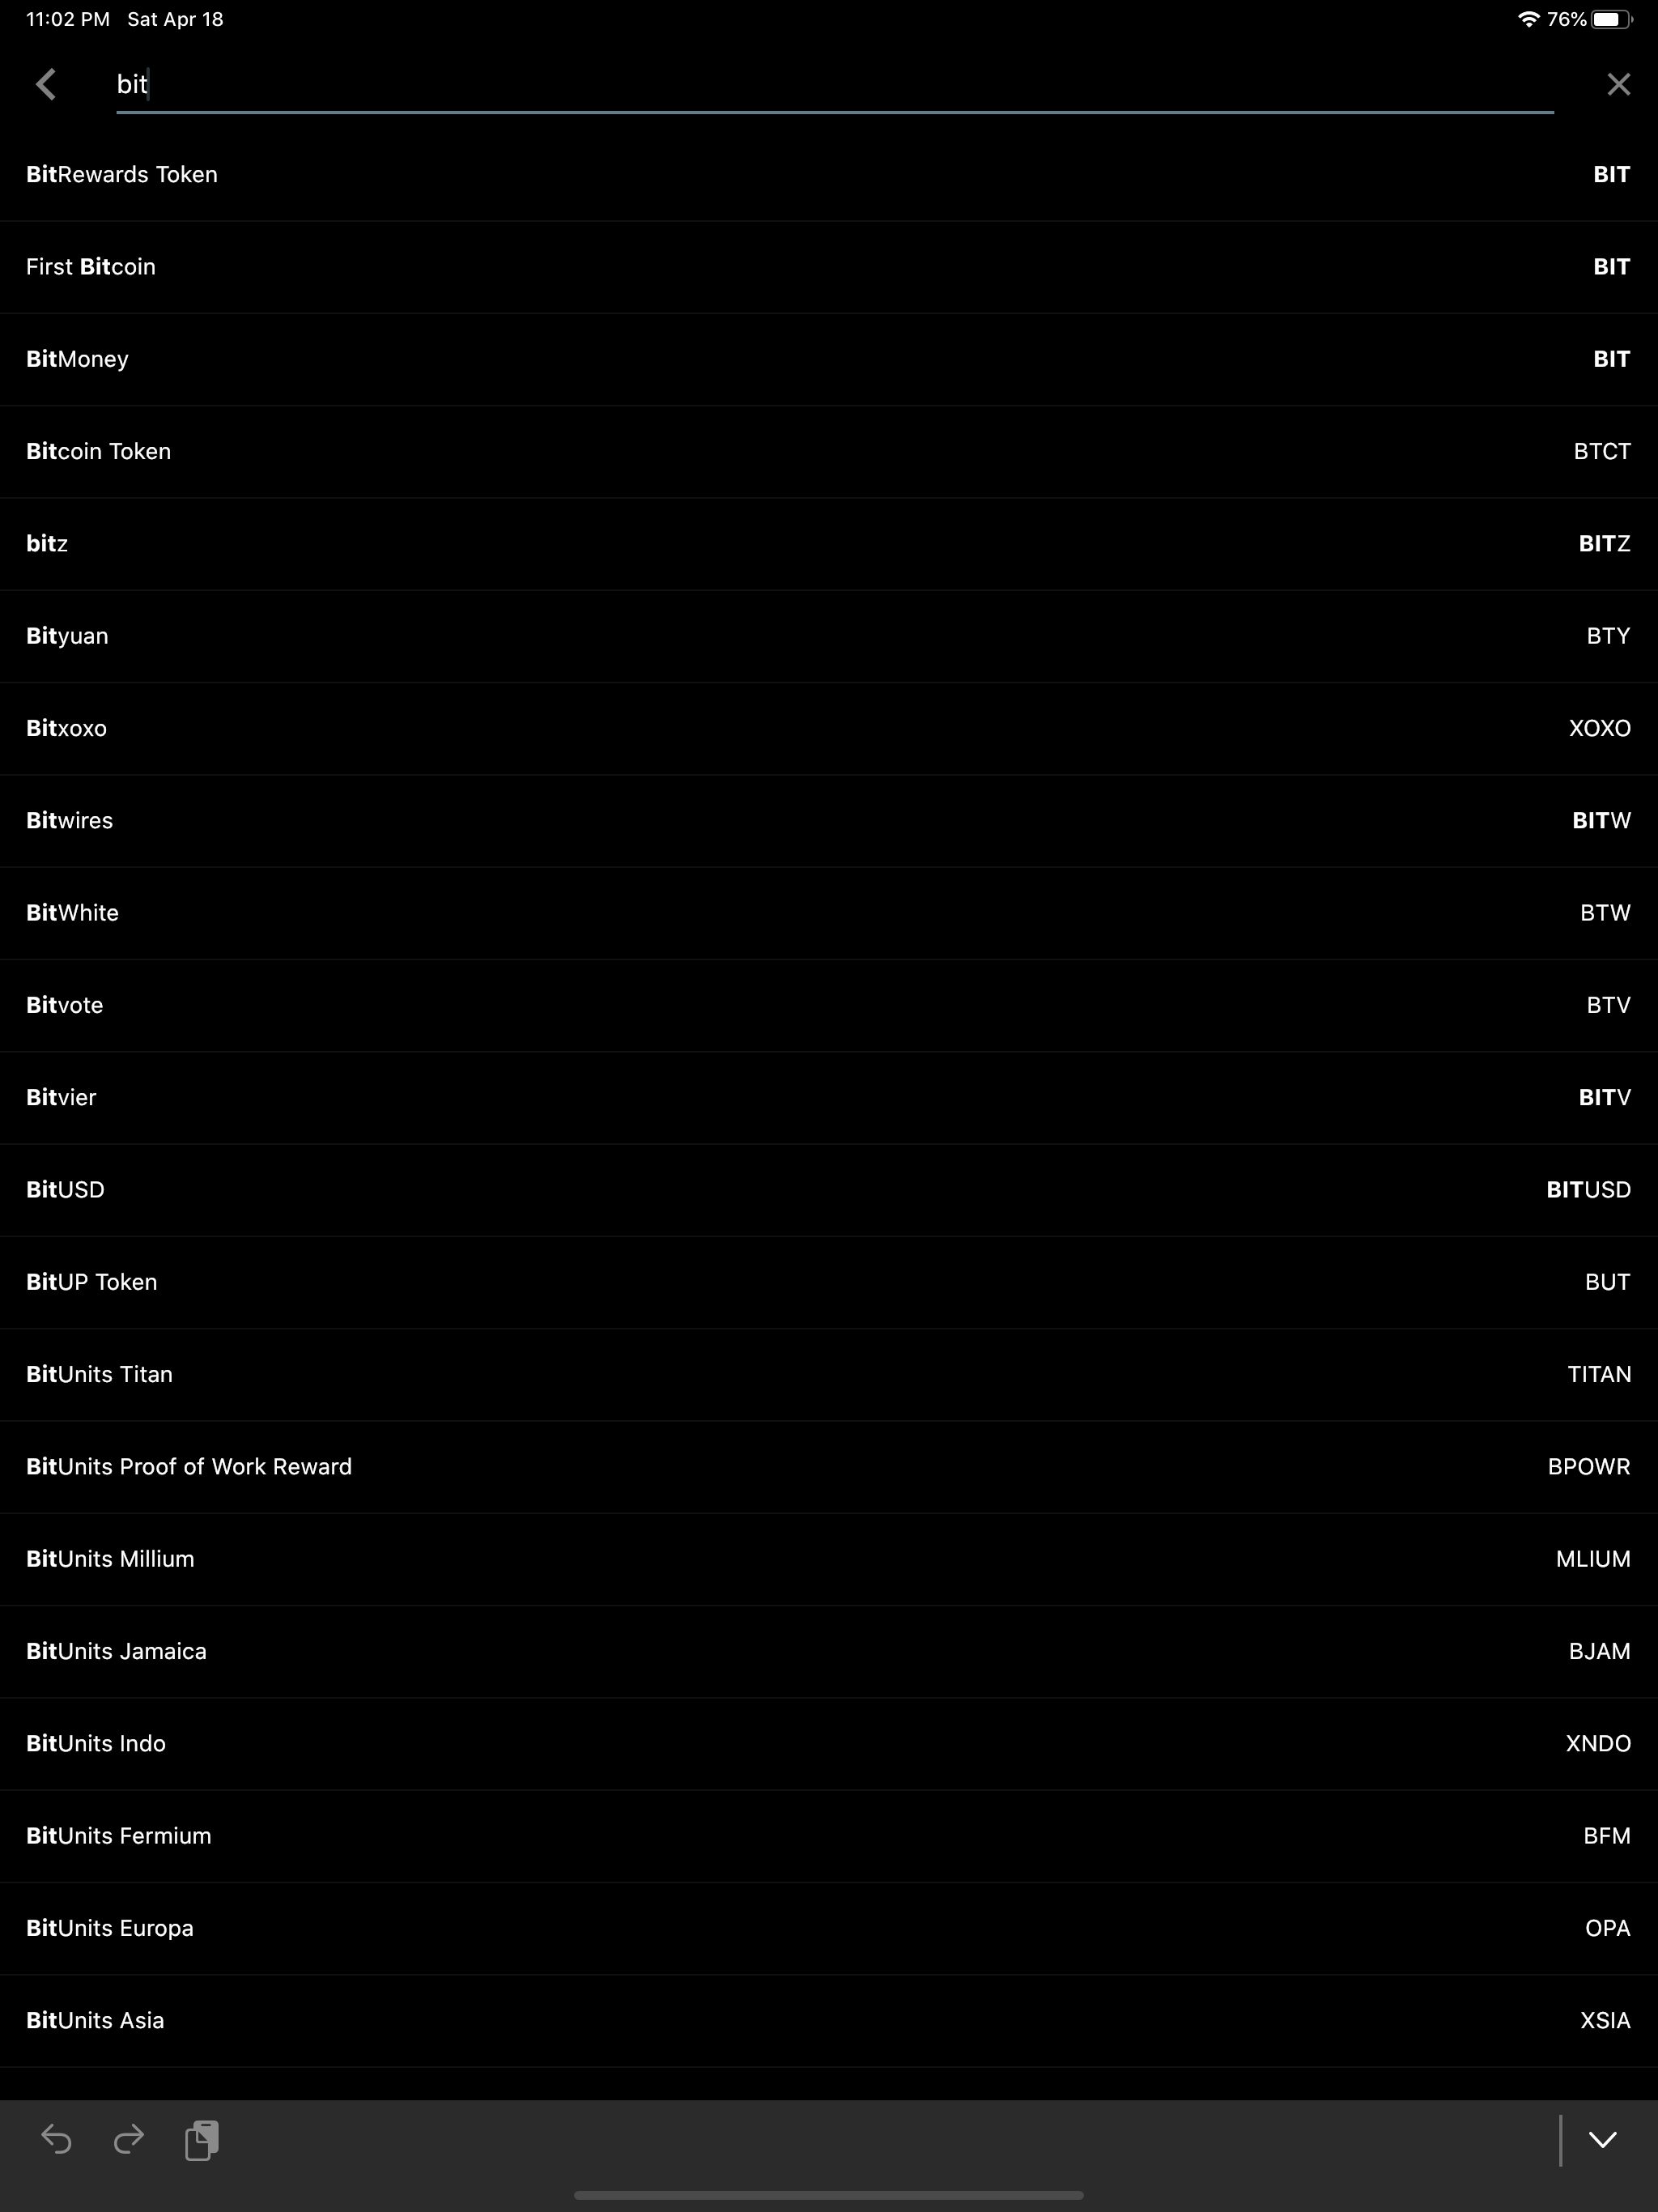 11:02 PM Sat Apr 18 76%
bit
BitRewards Token BIT
First Bitcoin BIT
BitMoney BIT
Bitcoin Token BTCT
bitz BITZ
Bityuan BTY
Bitxoxo XOXO
Bitwires BITW
BitWhite BTW
Bitvote BTV
Bitvier BITV
BitUSD BITUSD
BitUP Token BUT
BitUnits Titan TITAN
BitUnits Proof of Work Reward BPOWR
BitUnits Millium MLIUM
BitUnits Jamaica BJAM
BitUnits Indo XNDO
BitUnits Fermium BFM
BitUnits Europa OPA
BitUnits Asia XSIA